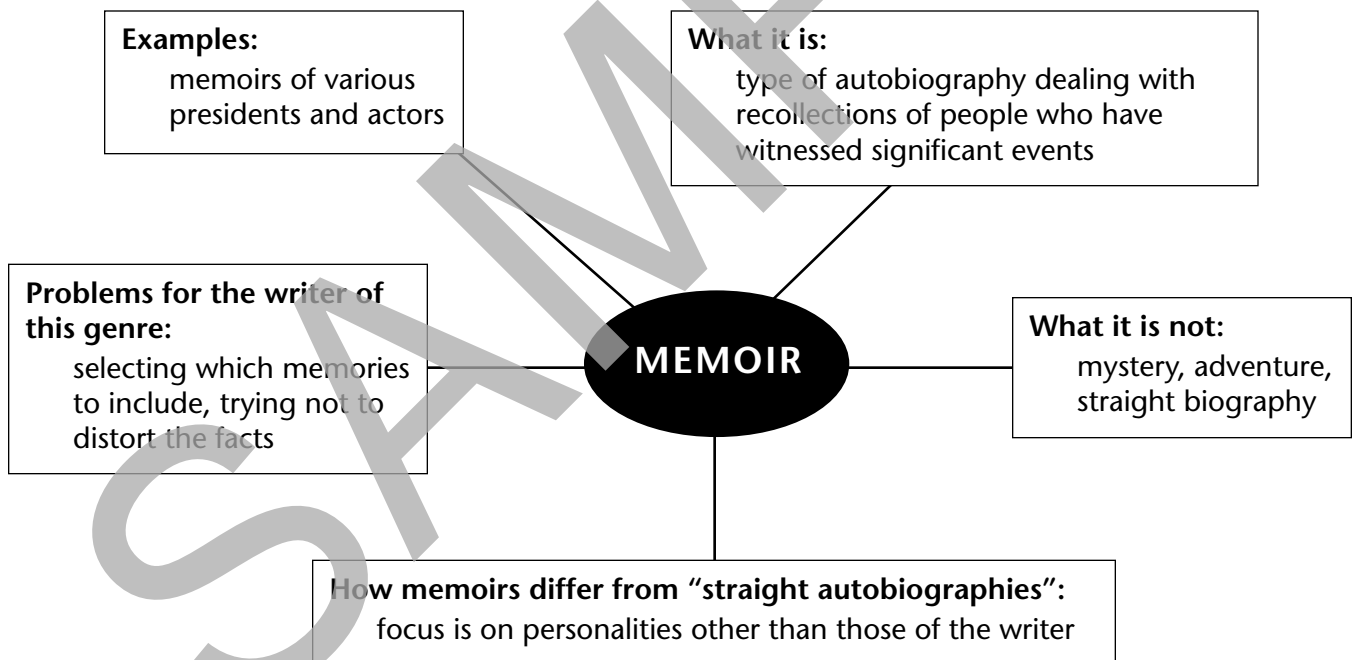 Examples:
memoirs of various
presidents and actors
What it is:
type of autobiography dealing with
recollections of people who have
witnessed significant events
Problems for the writer of
this genre:
selecting which memories
to include, trying not to
distort the facts
MEMOIR
What it is not:
mystery, adventure,
straight biography
How memoirs differ from “straight autobiographies”:
focus is on personalities other than those of the writer